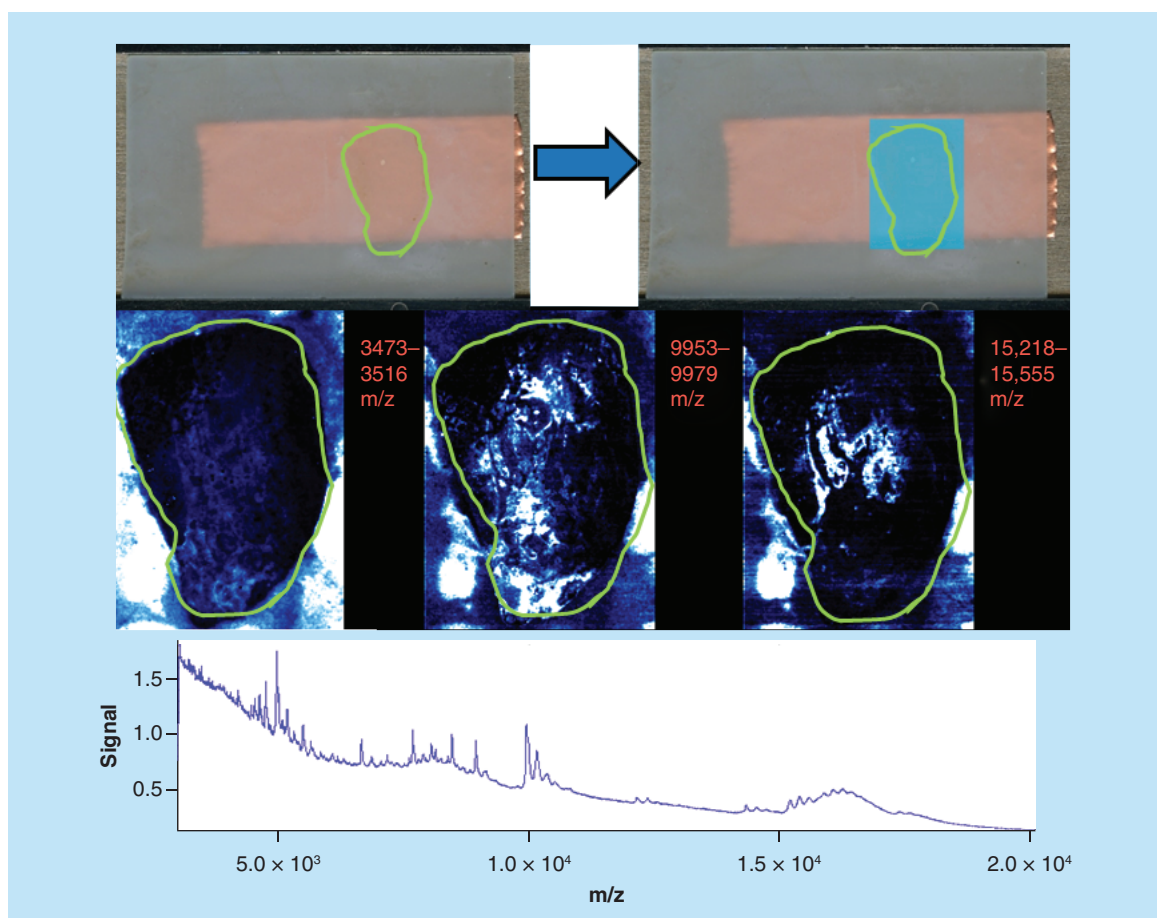 3473–
3516
m/z
9953–
9979
m/z
15,218–
15,555
m/z
1.5
1.0
0.5
Signal
5.0 × 10³
1.0 × 10⁴
1.5 × 10⁴
2.0 × 10⁴
m/z